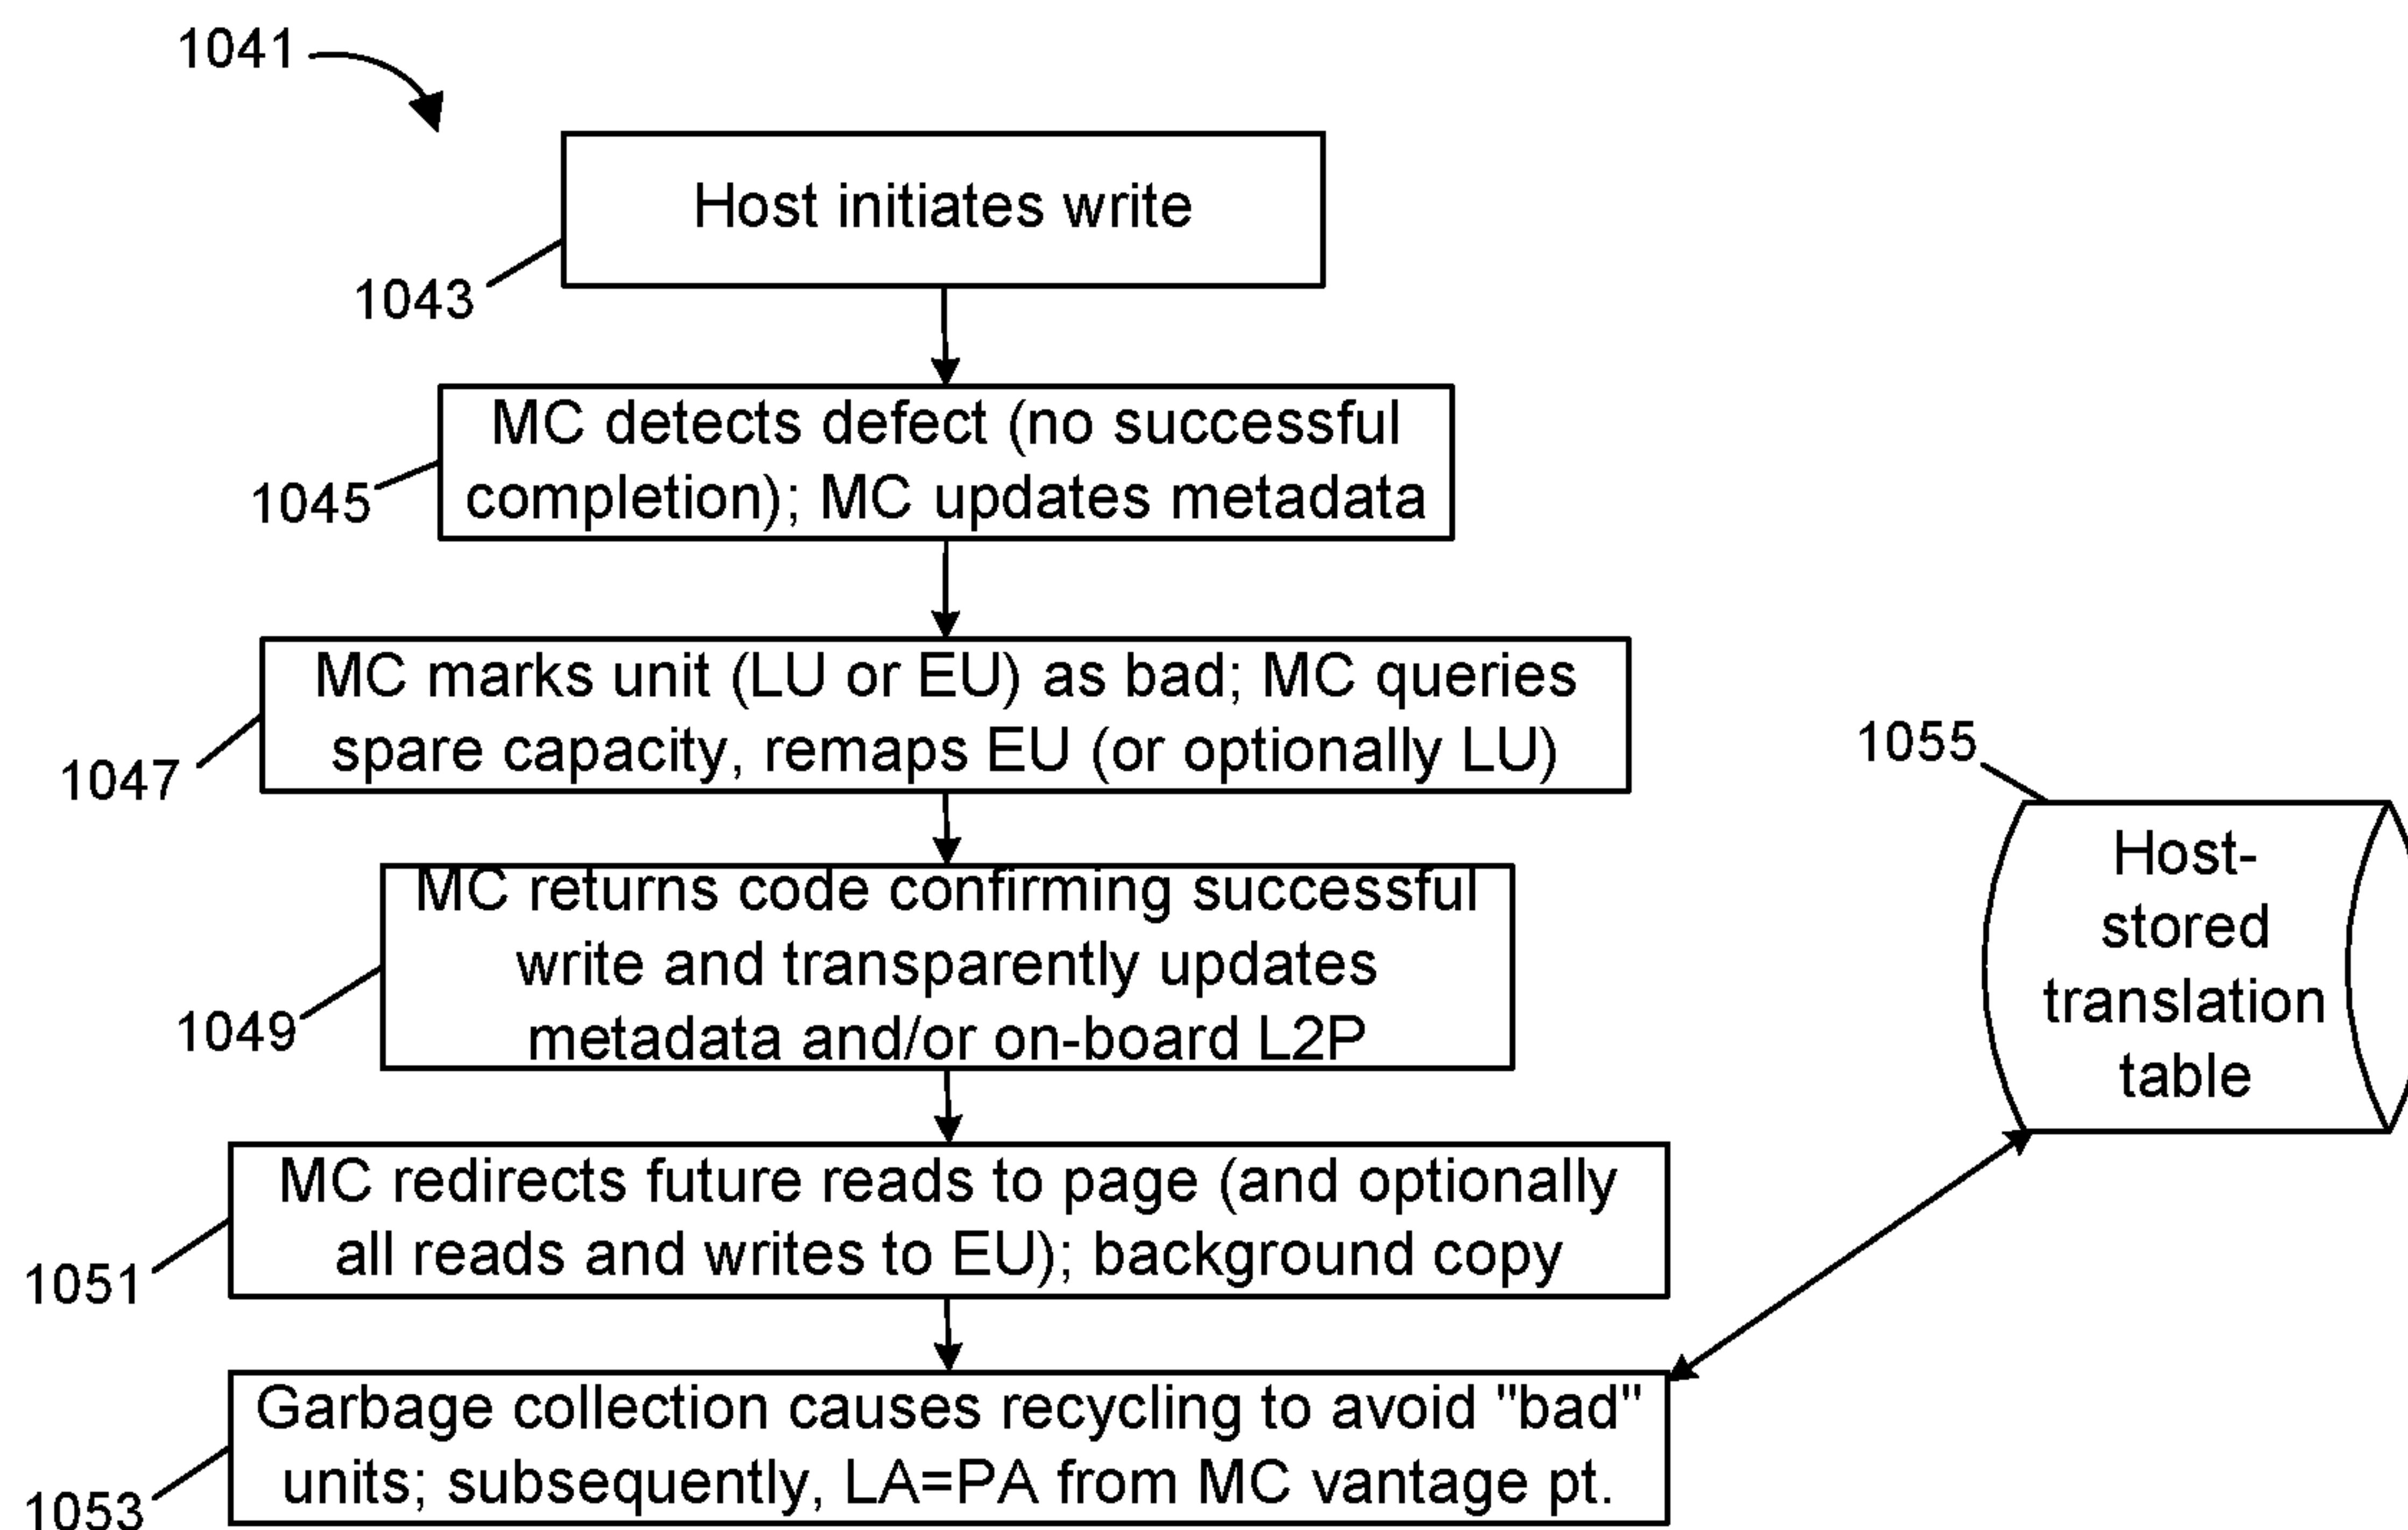 1041
Host initiates write
1043
MC detects defect (no successful
completion); MC updates metadata
1045
MC marks unit (LU or EU) as bad; MC queries
spare capacity, remaps EU (or optionally LU)
1047
1055
Host-
stored
translation
table
MC returns code confirming successful
write and transparently updates
metadata and/or on-board L2P
1049
MC redirects future reads to page (and optionally
all reads and writes to EU); background copy
1051
Garbage collection causes recycling to avoid "bad"
units; subsequently, LA=PA from MC vantage pt.
1053